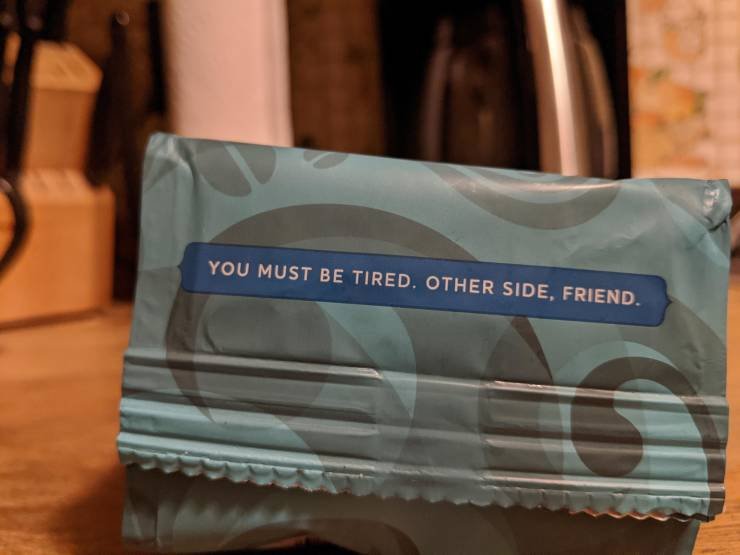 YOU MUST BE TIRED. OTHER SIDE, FRIEND.